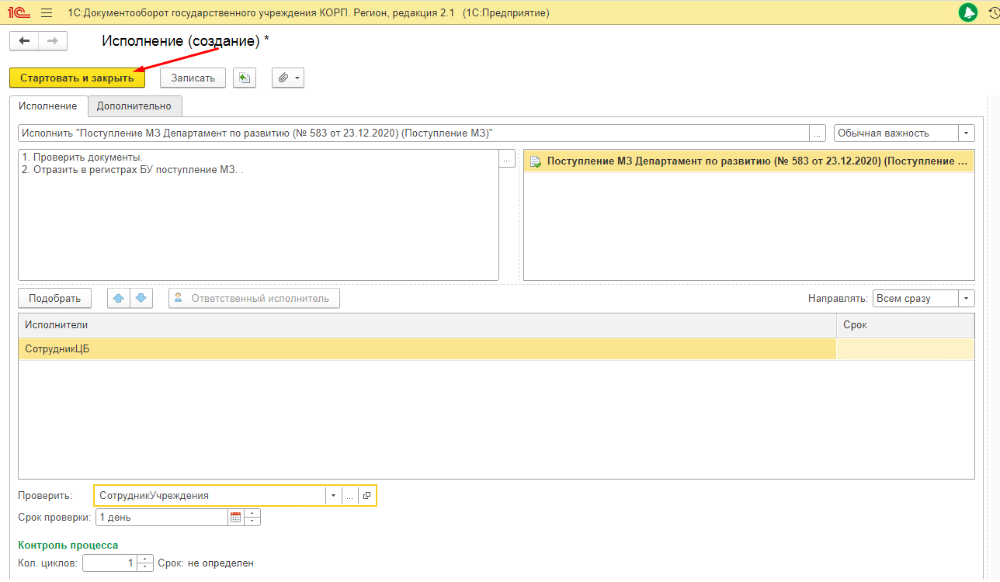 1С:Документооборот государственного учреждения КОРП. Регион, редакция 2.1 (1С:Предприятие)
Исполнение (создание) *
Стартовать и закрыть
Записать
Исполнение
Дополнительно
Исполнить "Поступление МЗ Департамент по развитию (№ 583 от 23.12.2020) (Поступление МЗ)"
...
Обычная важность
1. Проверить документы.
2. Отразить в регистрах БУ поступление МЗ. .
...
Поступление МЗ Департамент по развитию (№ 583 от 23.12.2020) (Поступление ...
Подобрать
Ответственный исполнитель
Направлять: Всем сразу
Исполнители
Срок
СотрудникЦБ
Проверить: СотрудникУчреждения
...
Срок проверки: 1 день
Контроль процесса
Кол. циклов: 1 Срок: не определен